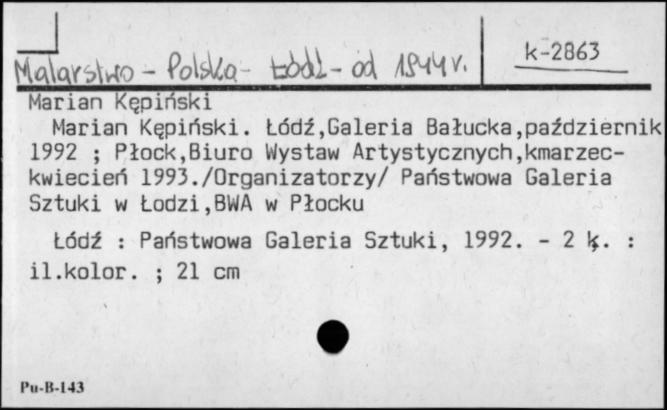 Malarstwo - Polska - Łódź - od 1944 r.
k-2863
Marian Kępiński
Marian Kępiński. Łódź,Galeria Bałucka,październik
1992 ; Płock,Biuro Wystaw Artystycznych,kmarzec-
kwiecień 1993./Organizatorzy/ Państwowa Galeria
Sztuki w Łodzi,BWA w Płocku
Łódź : Państwowa Galeria Sztuki, 1992. - 2 k. :
il.kolor. ; 21 cm
Pu-B-143